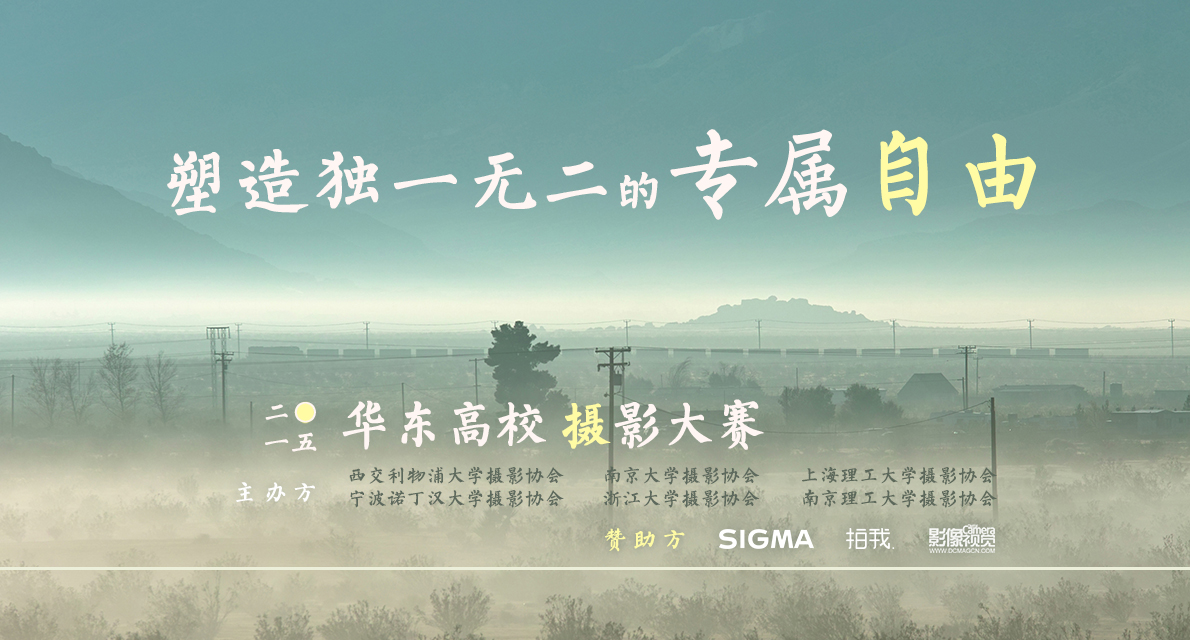 塑造独一无二的专属自由
二〇一五
华东高校摄影大赛
主办方
西交利物浦大学摄影协会 南京大学摄影协会 上海理工大学摄影协会
宁波诺丁汉大学摄影协会 浙江大学摄影协会 南京理工大学摄影协会
赞助方 SIGMA 拍我. 影像视觉 Camera
WWW.DCMAGCN.COM